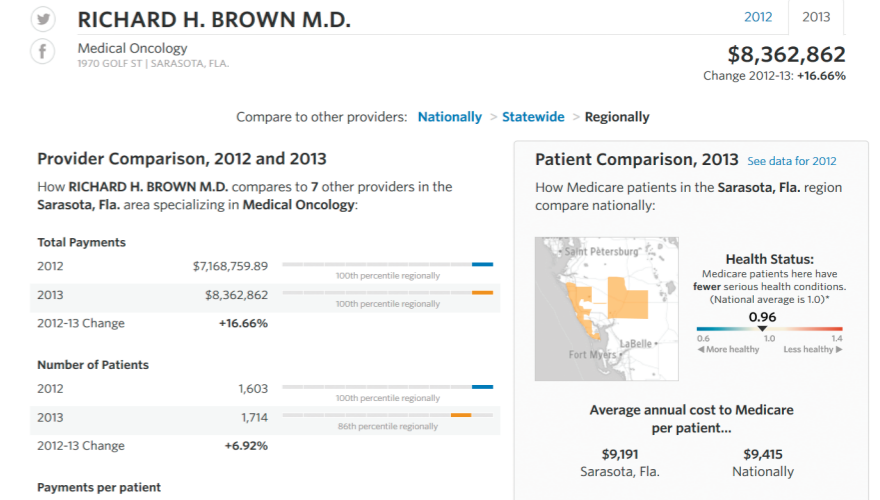 RICHARD H. BROWN M.D.
2012 2013
Medical Oncology
1970 GOLF ST | SARASOTA, FLA.
$8,362,862
Change 2012-13: +16.66%
Compare to other providers: Nationally > Statewide > Regionally
Provider Comparison, 2012 and 2013
How RICHARD H. BROWN M.D. compares to 7 other providers in the
Sarasota, Fla. area specializing in Medical Oncology:
Total Payments
2012 $7,168,759.89
100th percentile regionally
2013 $8,362,862
100th percentile regionally
2012-13 Change +16.66%
Number of Patients
2012 1,603
100th percentile regionally
2013 1,714
86th percentile regionally
2012-13 Change +6.92%
Payments per patient
Patient Comparison, 2013 See data for 2012
How Medicare patients in the Sarasota, Fla. region
compare nationally:
Saint Petersburg
LaBelle
Fort Myers
Health Status:
Medicare patients here have
fewer serious health conditions.
(National average is 1.0)*
0.96
0.6 1.0 1.4
More healthy Less healthy
Average annual cost to Medicare
per patient...
$9,191 $9,415
Sarasota, Fla. Nationally